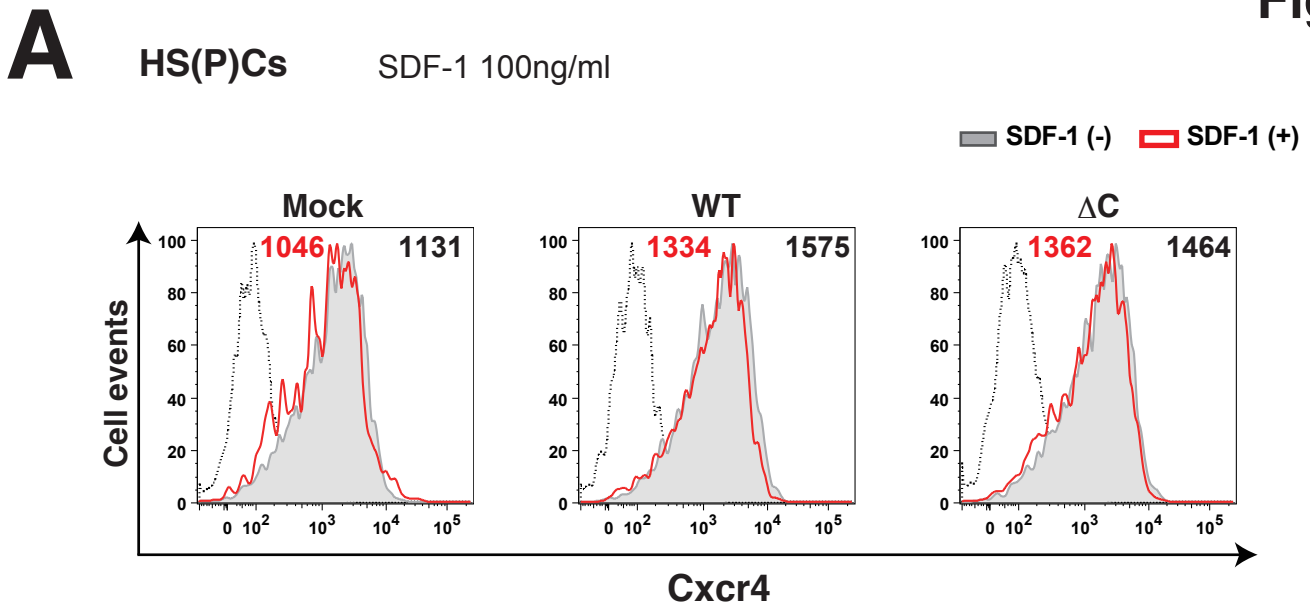 A
HS(P)Cs SDF-1 100ng/ml
SDF-1 (-) SDF-1 (+)
Mock WT ΔC
1046 1131 1334 1575 1362 1464
100 100 100
80 80 80
60 60 60
40 40 40
20 20 20
0 0 0
0 10² 10³ 10⁴ 10⁵ 0 10² 10³ 10⁴ 10⁵ 0 10² 10³ 10⁴ 10⁵
Cell events
Cxcr4